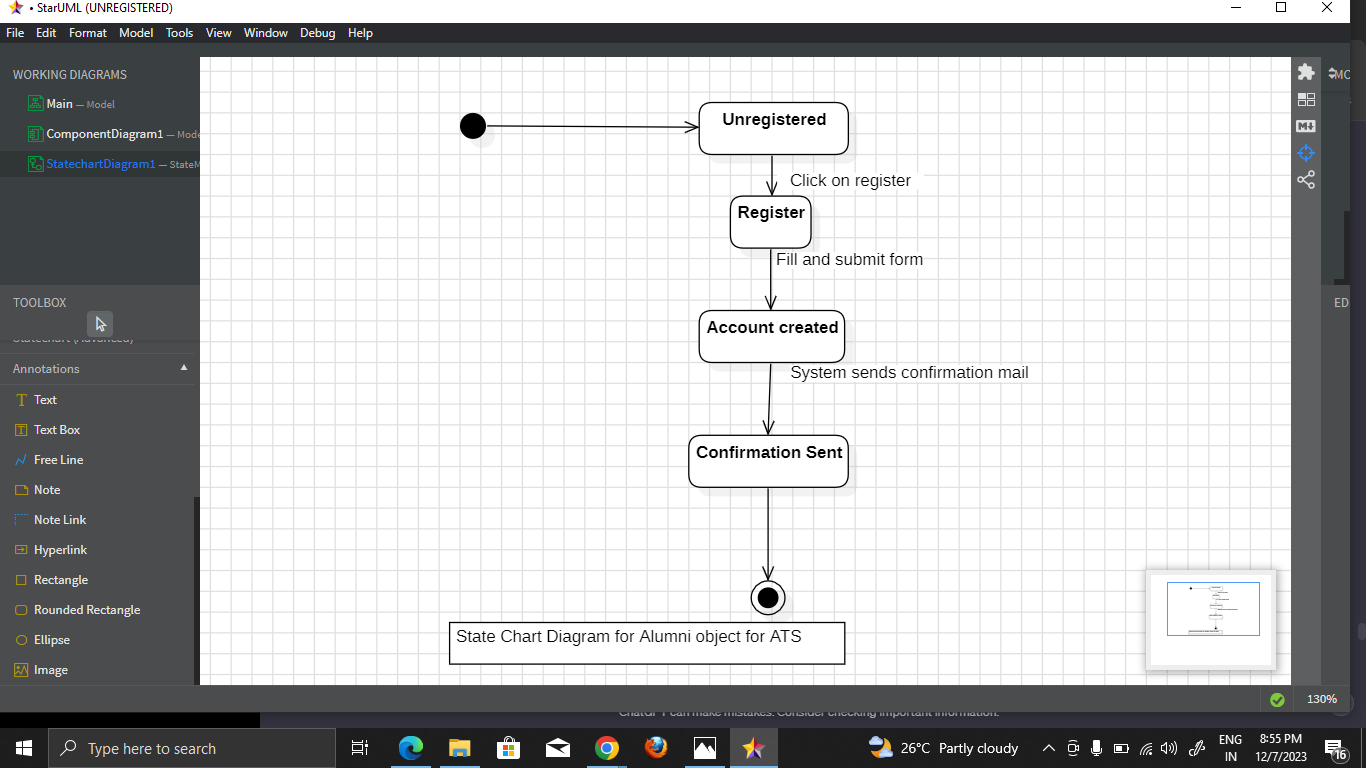 • StarUML (UNREGISTERED)
File Edit Format Model Tools View Window Debug Help
WORKING DIAGRAMS
Main — Model
ComponentDiagram1 — Mode
StatechartDiagram1 — StateM
TOOLBOX
Annotations
Text
Text Box
Free Line
Note
Note Link
Hyperlink
Rectangle
Rounded Rectangle
Ellipse
Image
Unregistered
Click on register
Register
Fill and submit form
Account created
System sends confirmation mail
Confirmation Sent
State Chart Diagram for Alumni object for ATS
MC
ED
M
130%
can make mistakes. Consider checking important information.
Type here to search
26°C Partly cloudy
ENG
IN
8:55 PM
12/7/2023
16